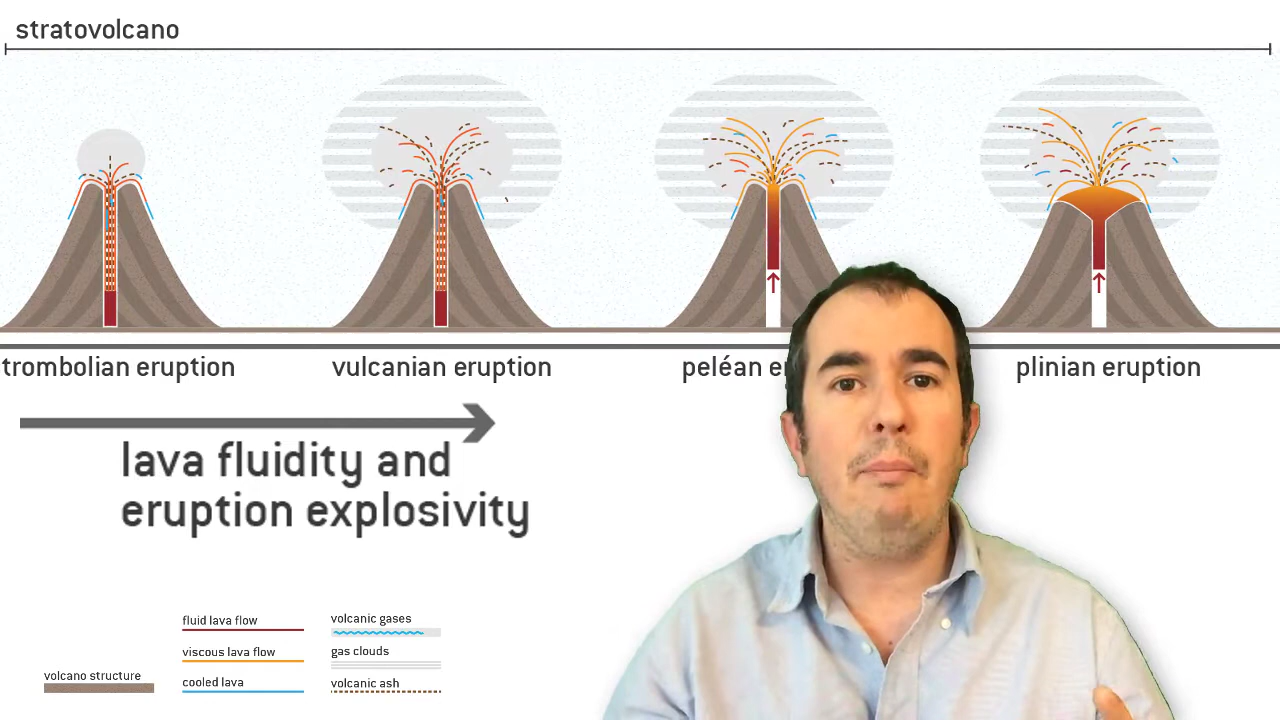 stratovolcano
trombolian eruption
vulcanian eruption
peléan e
plinian eruption
lava fluidity and
eruption explosivity
fluid lava flow
viscous lava flow
cooled lava
volcanic gases
gas clouds
volcanic ash
volcano structure